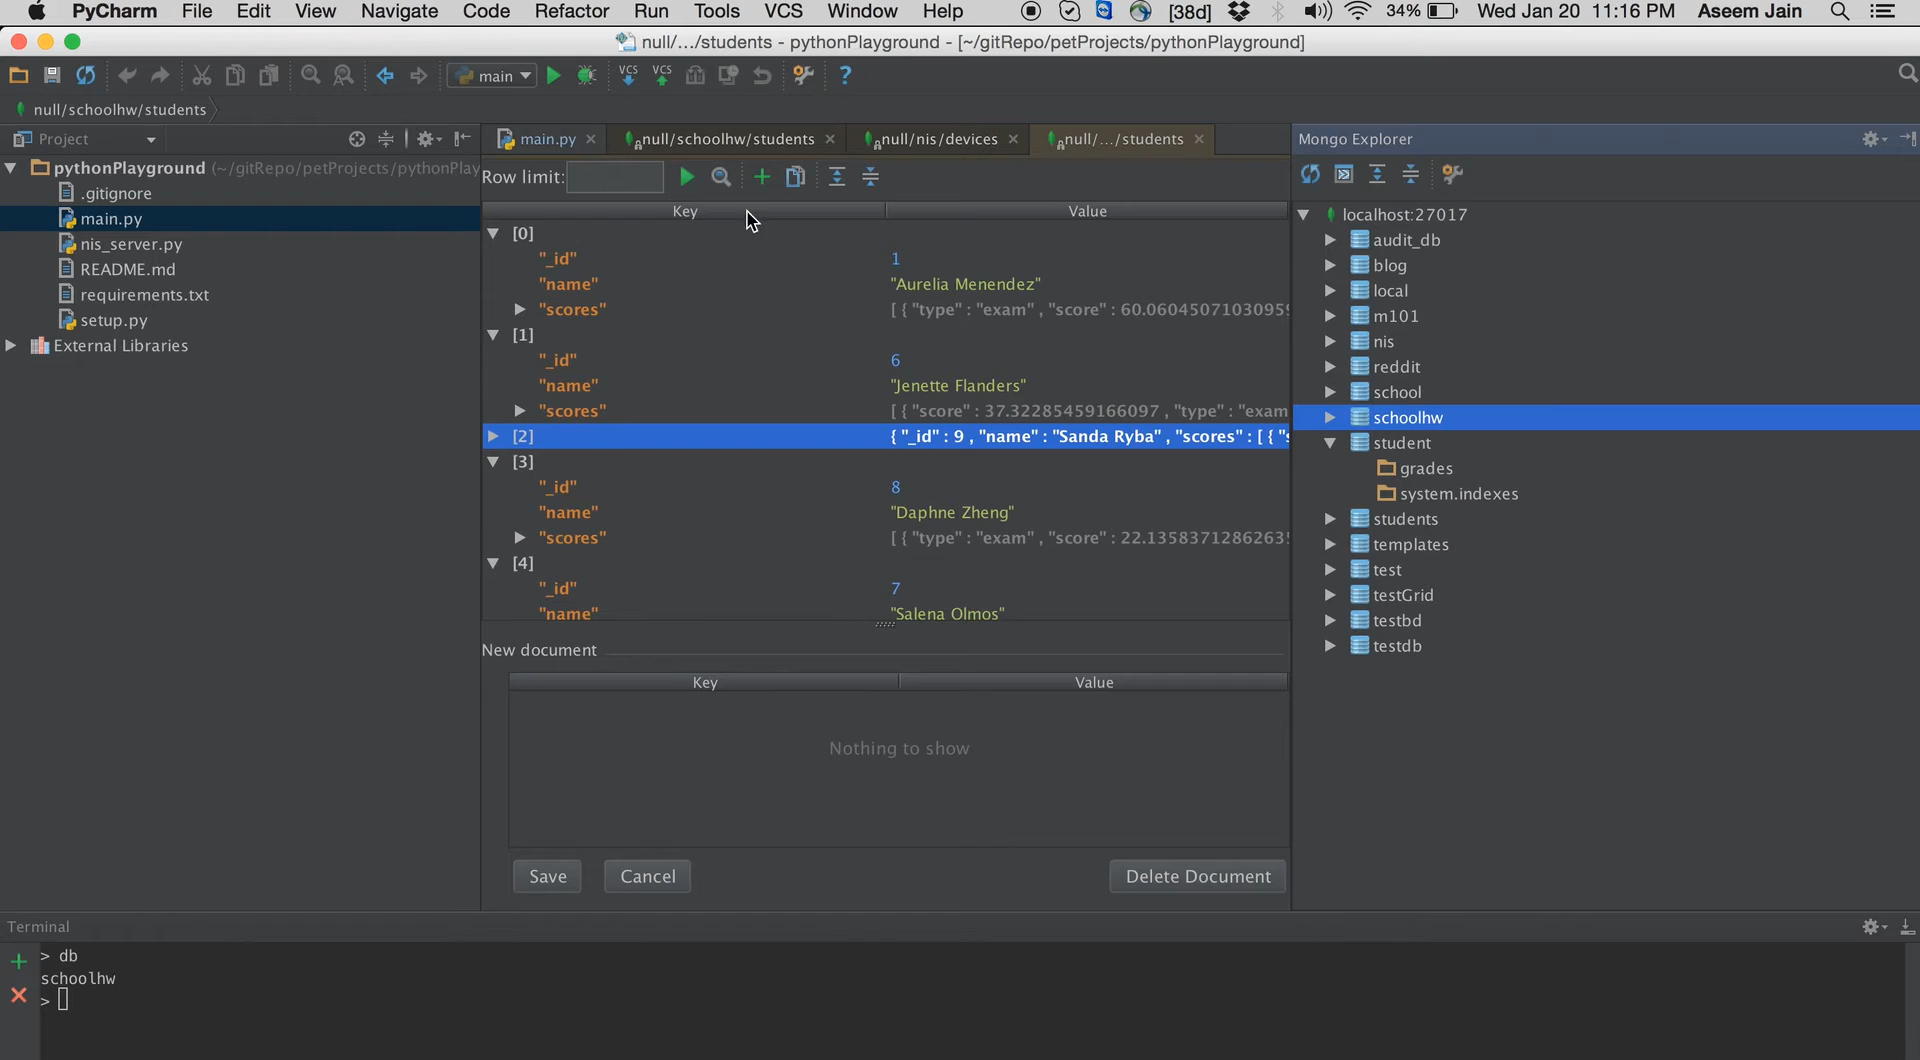 PyCharm File Edit View Navigate Code Refactor Run Tools VCS Window Help [38d] 34% Wed Jan 20 11:16 PM Aseem Jain
null/.../students - pythonPlayground - [~/gitRepo/petProjects/pythonPlayground]
main VCS VCS ?
null/schoolhw/students
Project
pythonPlayground (~/gitRepo/petProjects/pythonPlay
.gitignore
main.py
nis_server.py
README.md
requirements.txt
setup.py
External Libraries
main.py null/schoolhw/students null/nis/devices null/.../students
Row limit:
Key Value
[0]
"_id" 1
"name" "Aurelia Menendez"
"scores" [ { "type" : "exam" , "score" : 60.06045071030959
[1]
"_id" 6
"name" "Jenette Flanders"
"scores" [ { "score" : 37.32285459166097 , "type" : "exam
[2] { "_id" : 9 , "name" : "Sanda Ryba" , "scores" : [ { "s
[3]
"_id" 8
"name" "Daphne Zheng"
"scores" [ { "type" : "exam" , "score" : 22.13583712862635
[4]
"_id" 7
"name" "Salena Olmos"
New document
Key Value
Nothing to show
Save Cancel Delete Document
Mongo Explorer
localhost:27017
audit_db
blog
local
m101
nis
reddit
school
schoolhw
student
grades
system.indexes
students
templates
test
testGrid
testbd
testdb
Terminal
> db
schoolhw
>